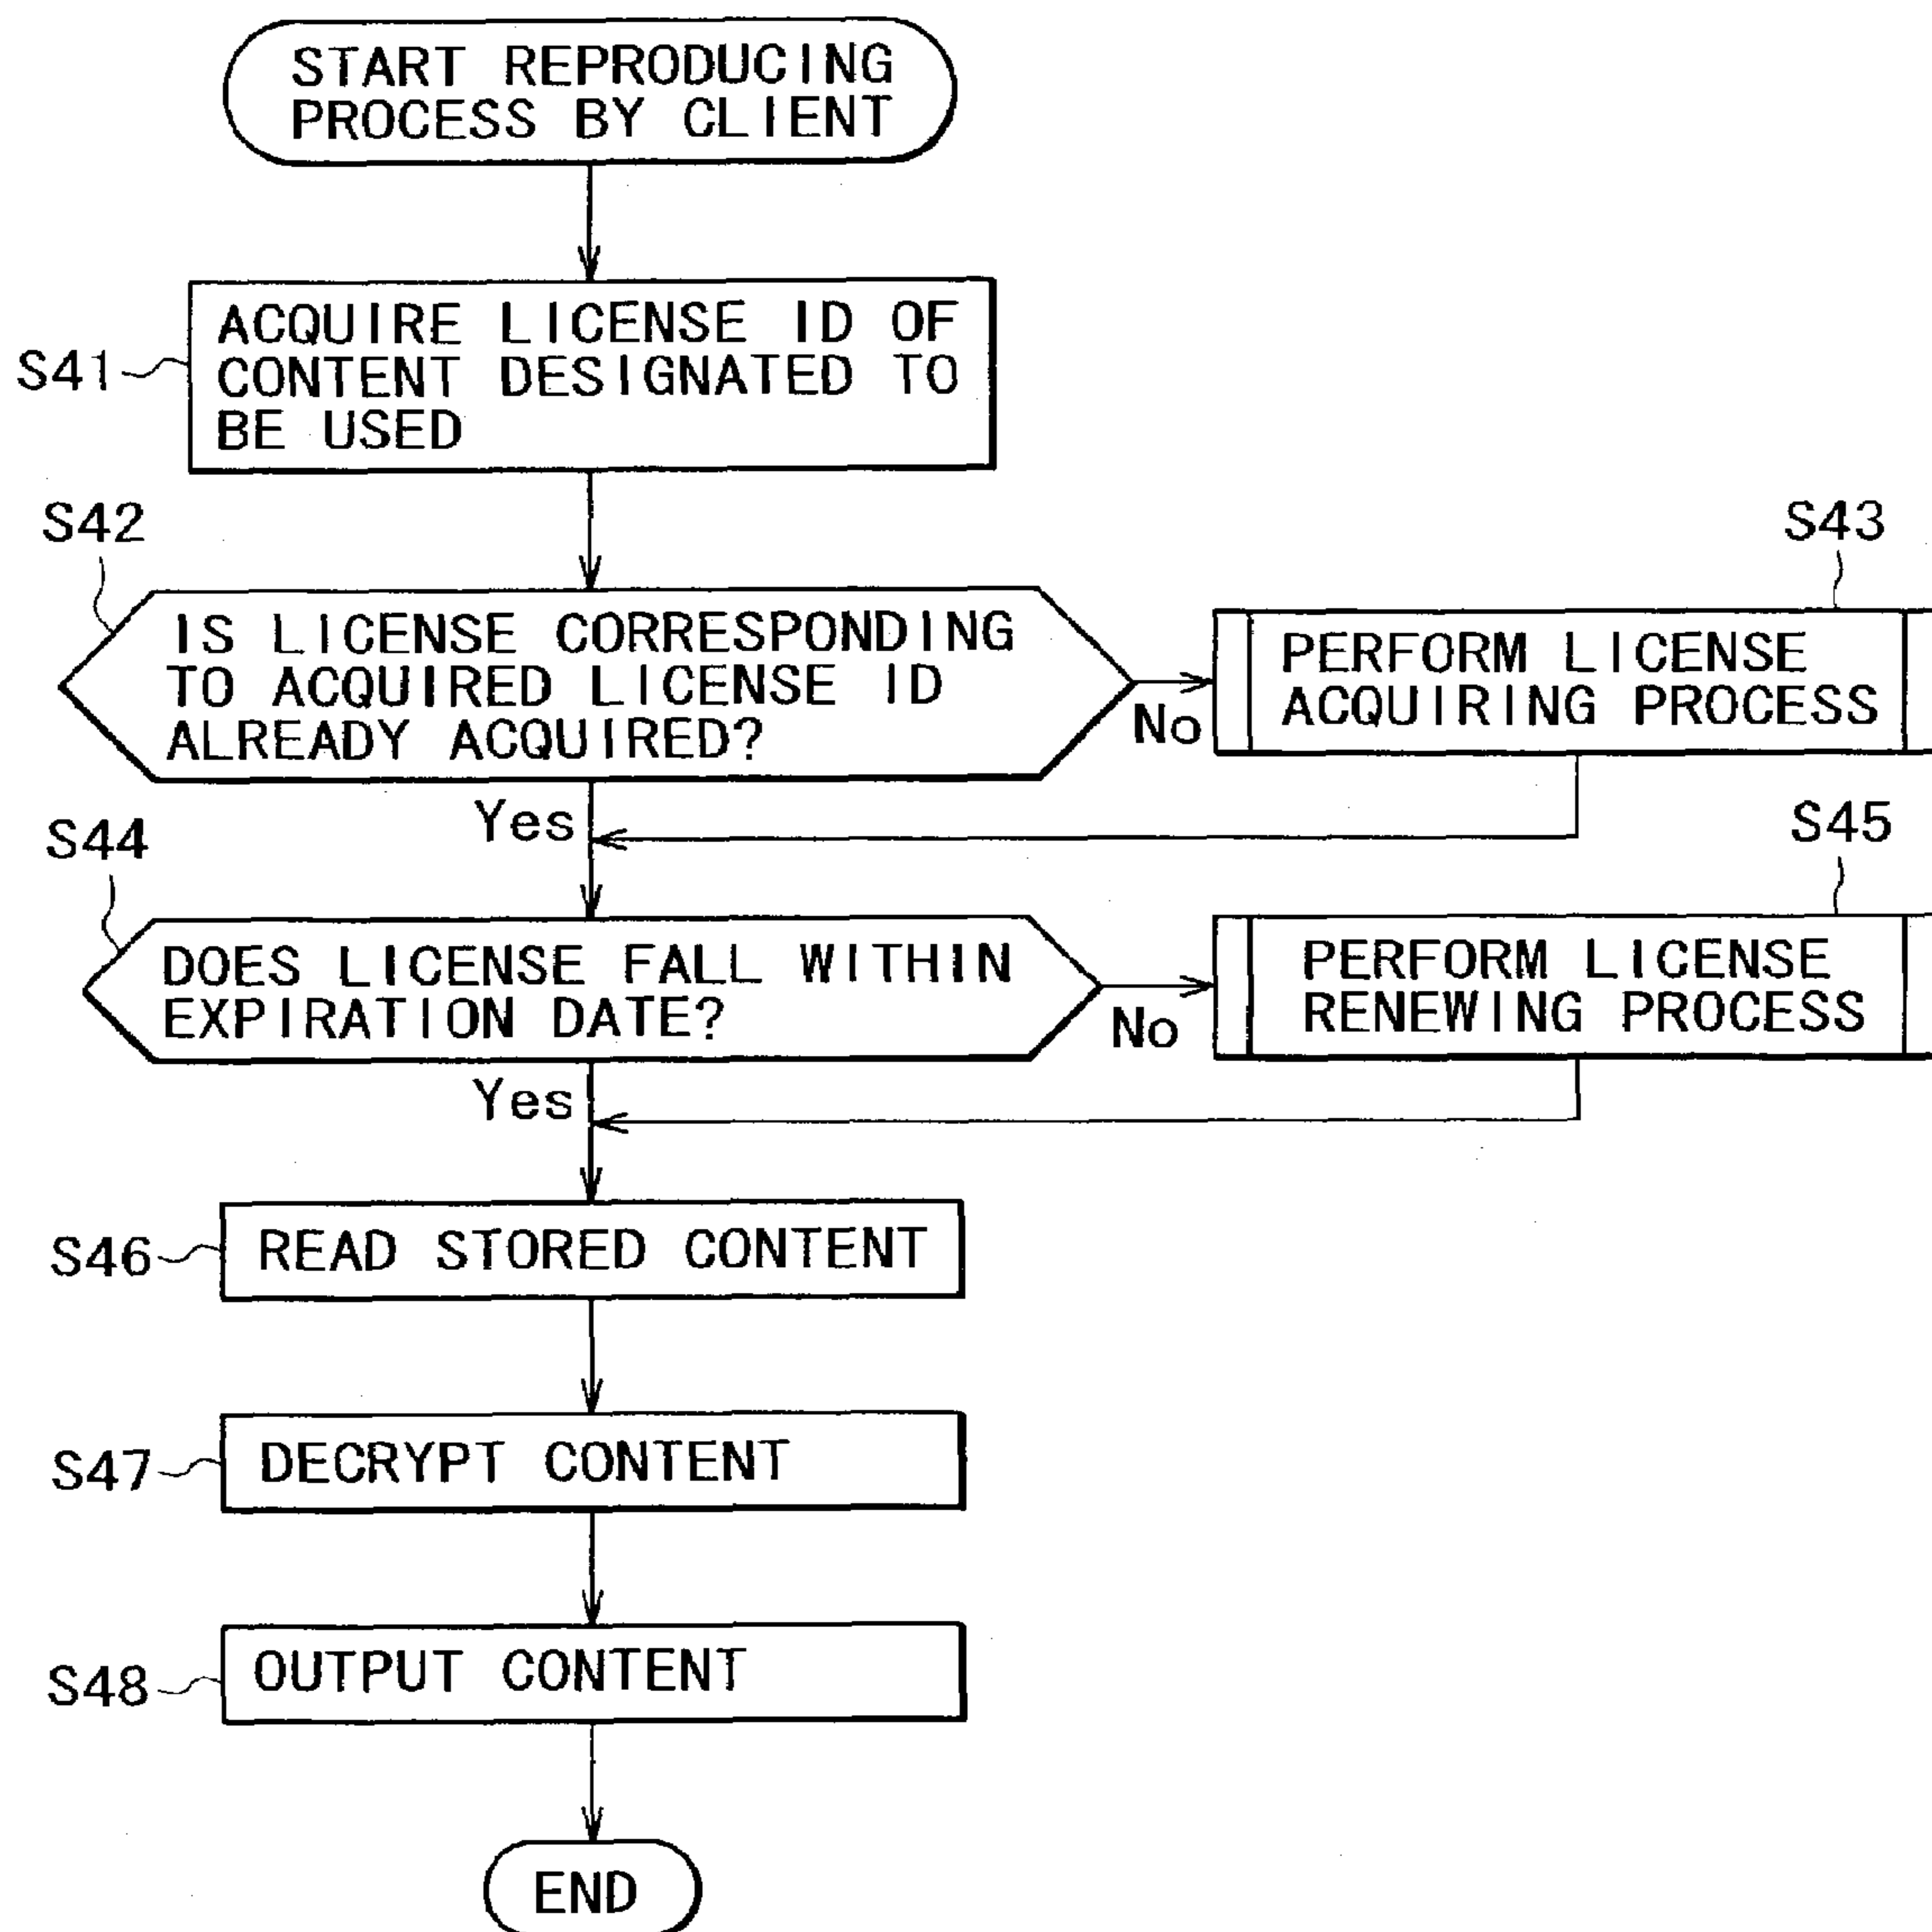 START REPRODUCING
PROCESS BY CLIENT
S41
ACQUIRE LICENSE ID OF
CONTENT DESIGNATED TO
BE USED
S42
IS LICENSE CORRESPONDING
TO ACQUIRED LICENSE ID
ALREADY ACQUIRED?
No
S43
PERFORM LICENSE
ACQUIRING PROCESS
Yes
S44
DOES LICENSE FALL WITHIN
EXPIRATION DATE?
No
S45
PERFORM LICENSE
RENEWING PROCESS
Yes
S46
READ STORED CONTENT
S47
DECRYPT CONTENT
S48
OUTPUT CONTENT
END